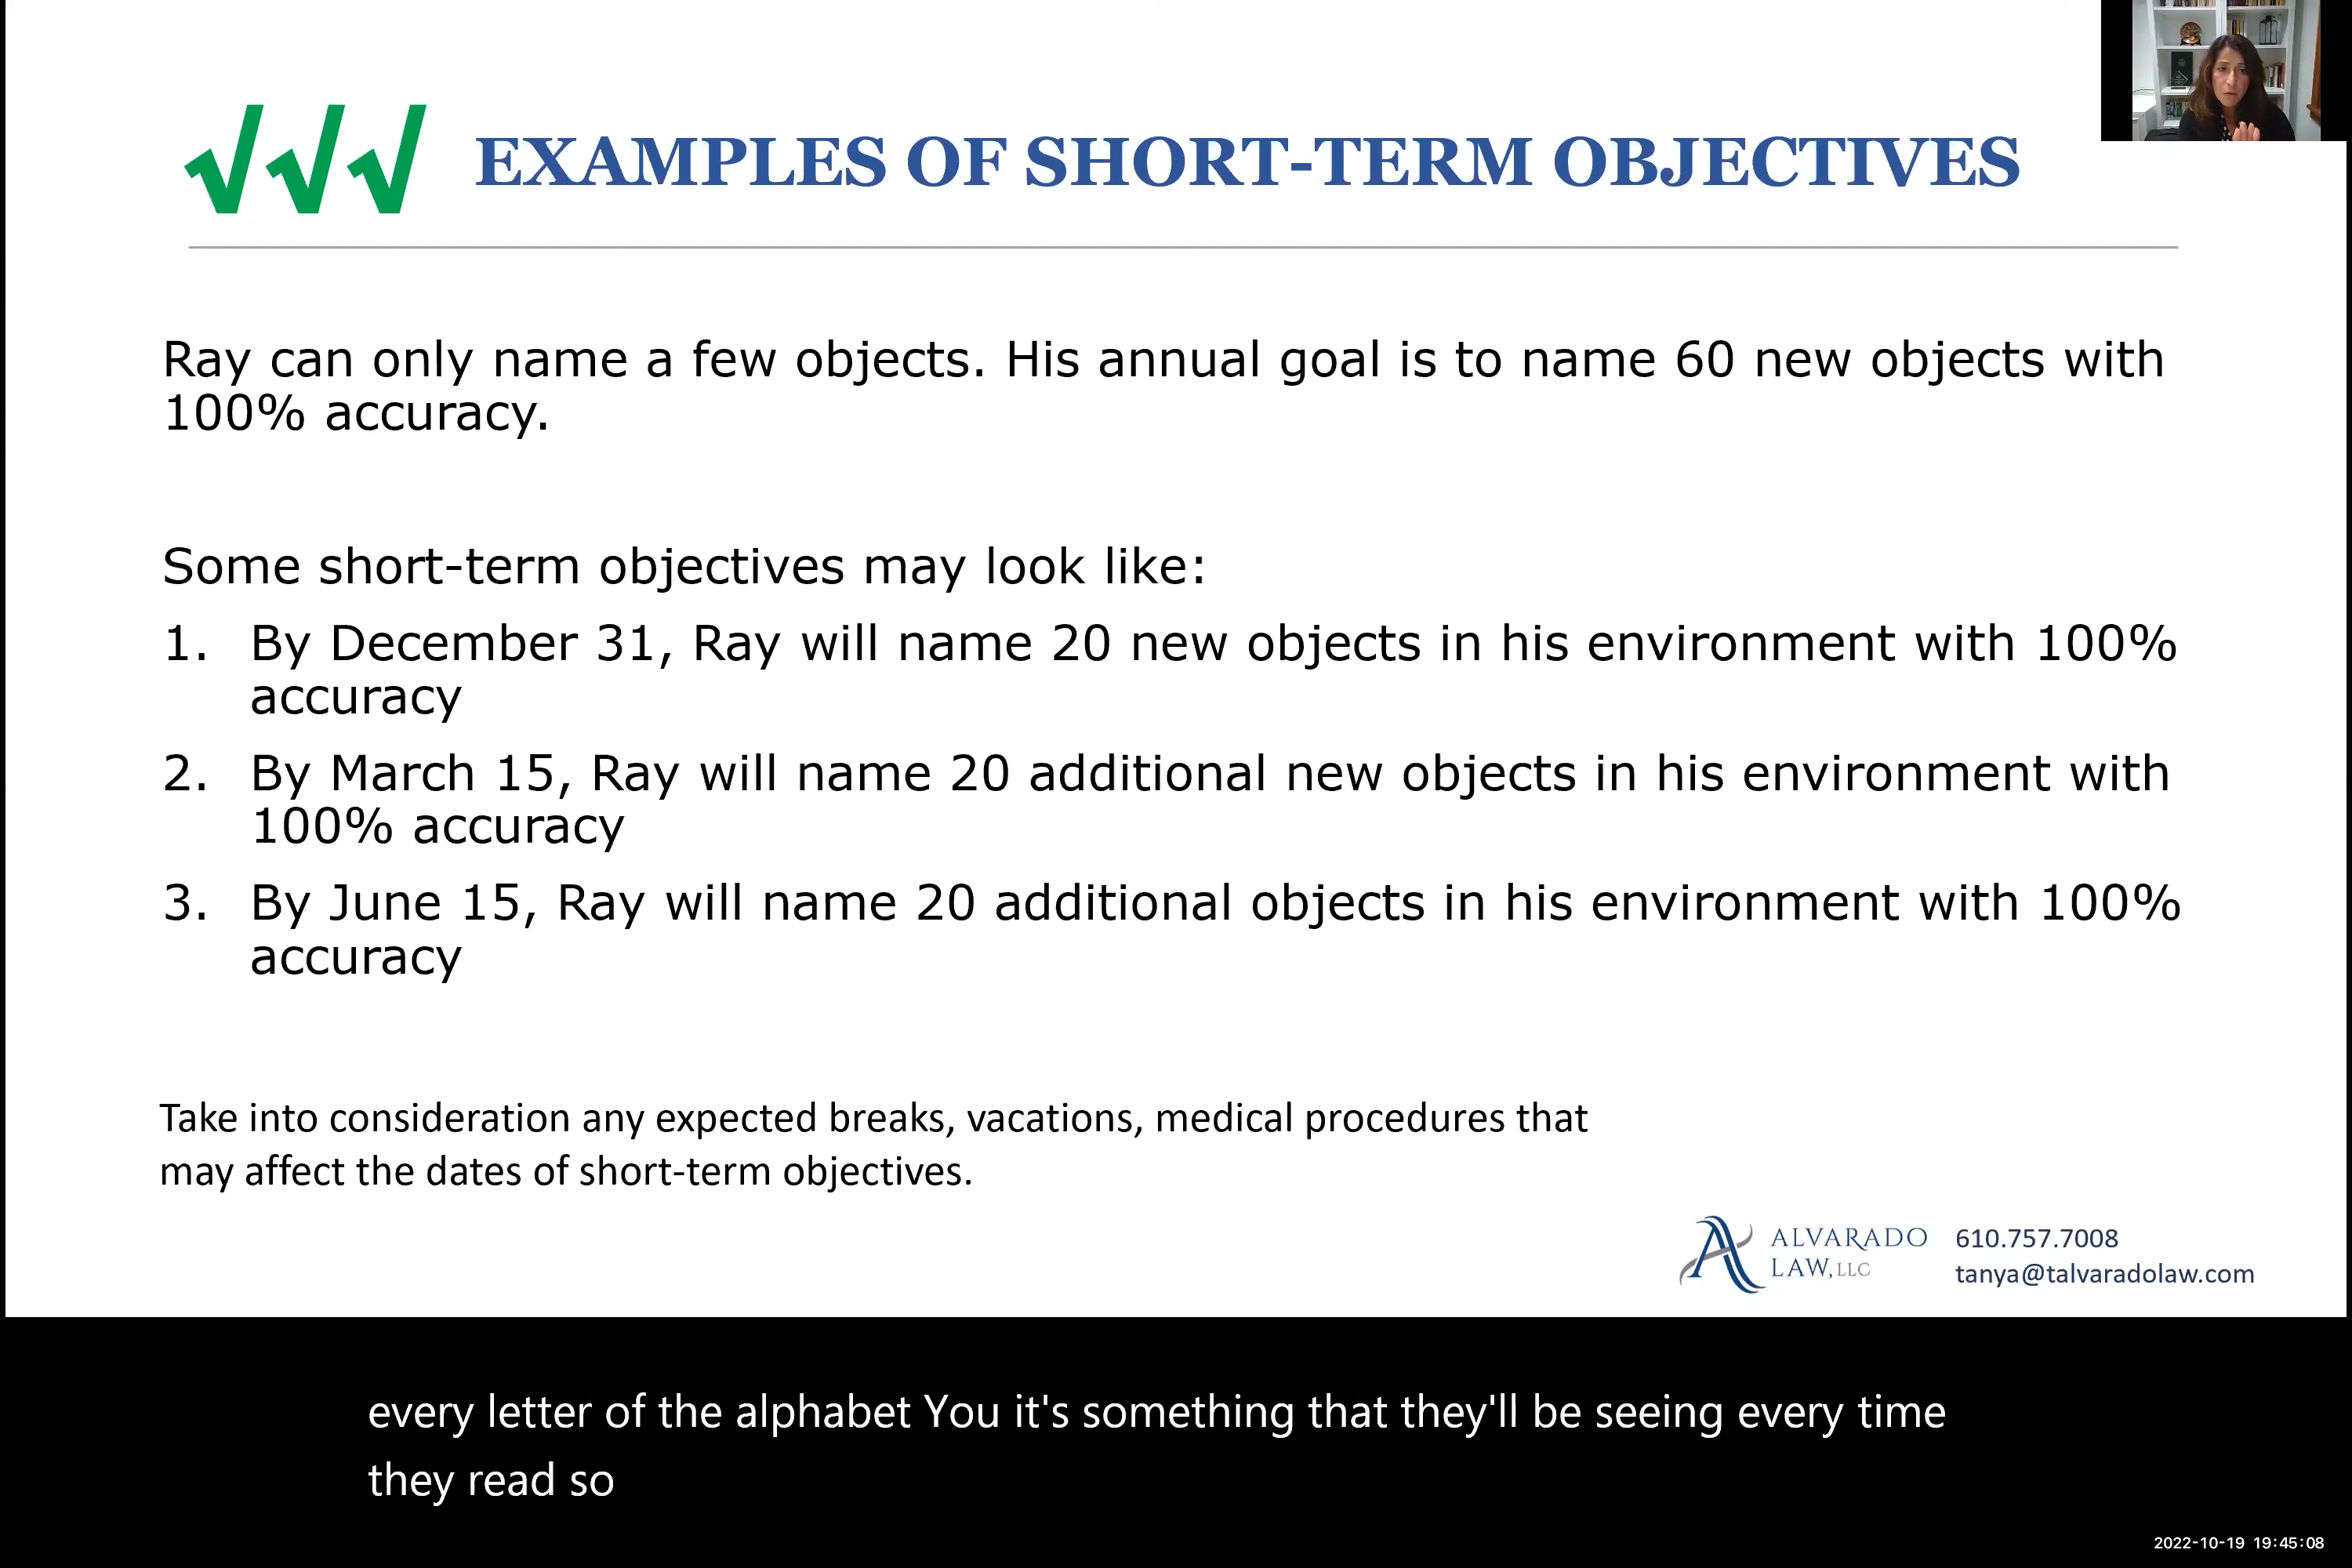 √√√ EXAMPLES OF SHORT-TERM OBJECTIVES
Ray can only name a few objects. His annual goal is to name 60 new objects with
100% accuracy.
Some short-term objectives may look like:
1. By December 31, Ray will name 20 new objects in his environment with 100%
accuracy
2. By March 15, Ray will name 20 additional new objects in his environment with
100% accuracy
3. By June 15, Ray will name 20 additional objects in his environment with 100%
accuracy
Take into consideration any expected breaks, vacations, medical procedures that
may affect the dates of short-term objectives.
ALVARADO
LAW, LLC
610.757.7008
tanya@talvaradolaw.com
every letter of the alphabet You it's something that they'll be seeing every time
they read so
2022-10-19 19:45:08